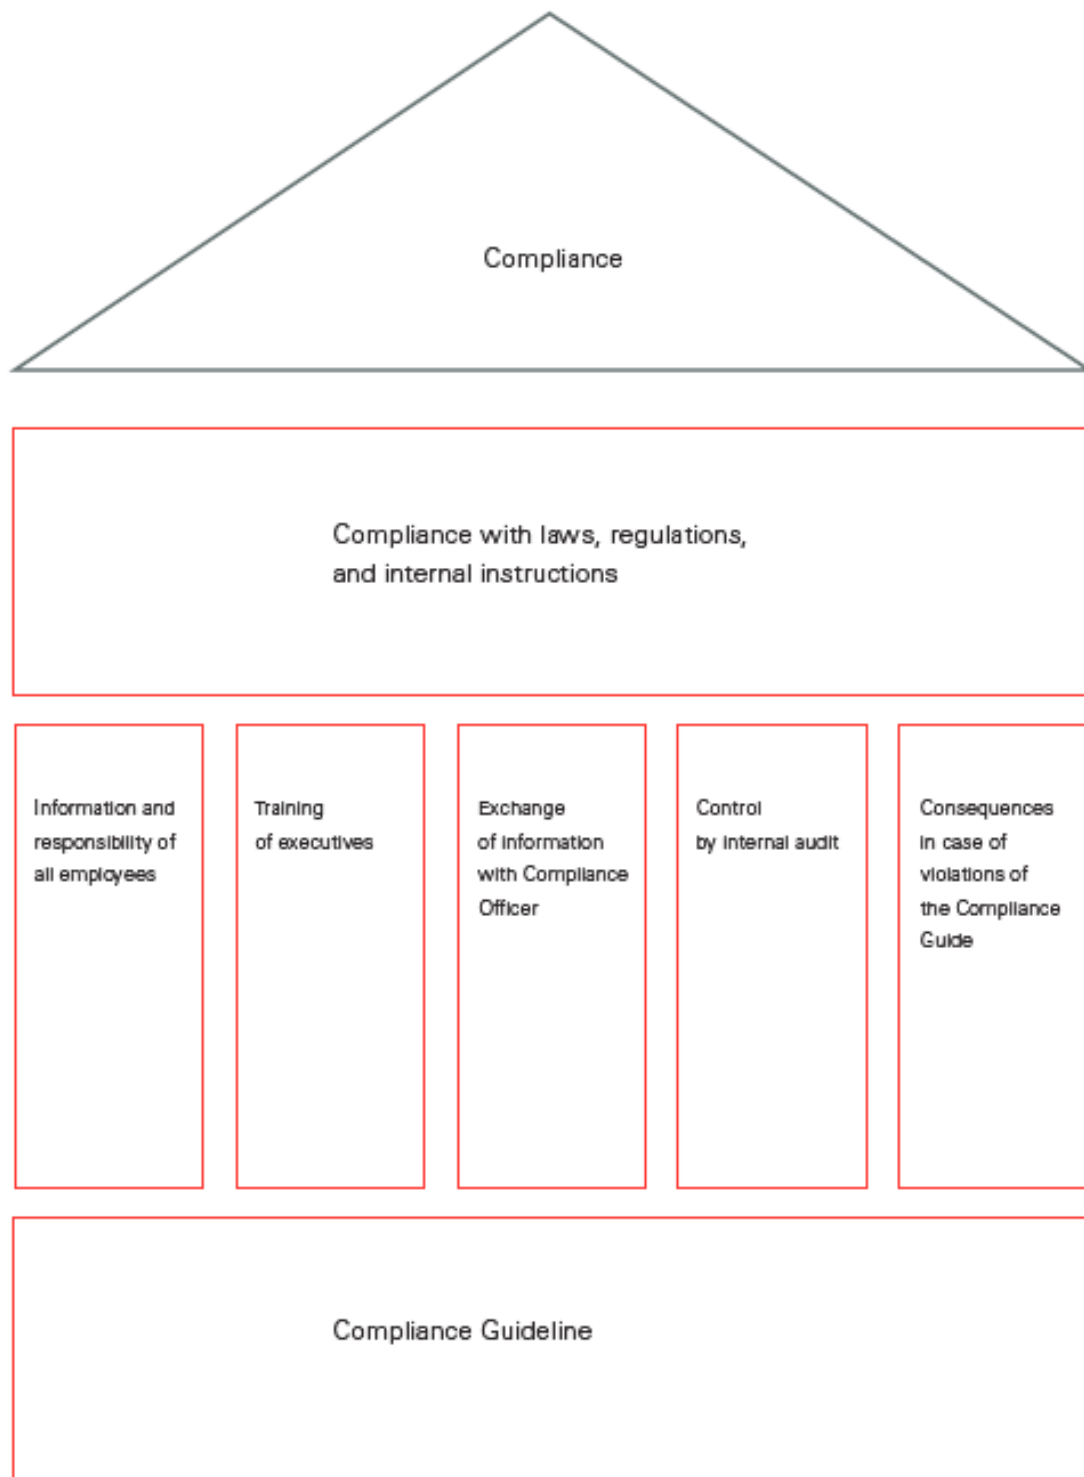 Compliance
Compliance with laws, regulations,
and internal instructions
Information and
responsibility of
all employees
Training
of executives
Exchange
of information
with Compliance
Officer
Control
by internal audit
Consequences
in case of
violations of
the Compliance
Guide
Compliance Guideline